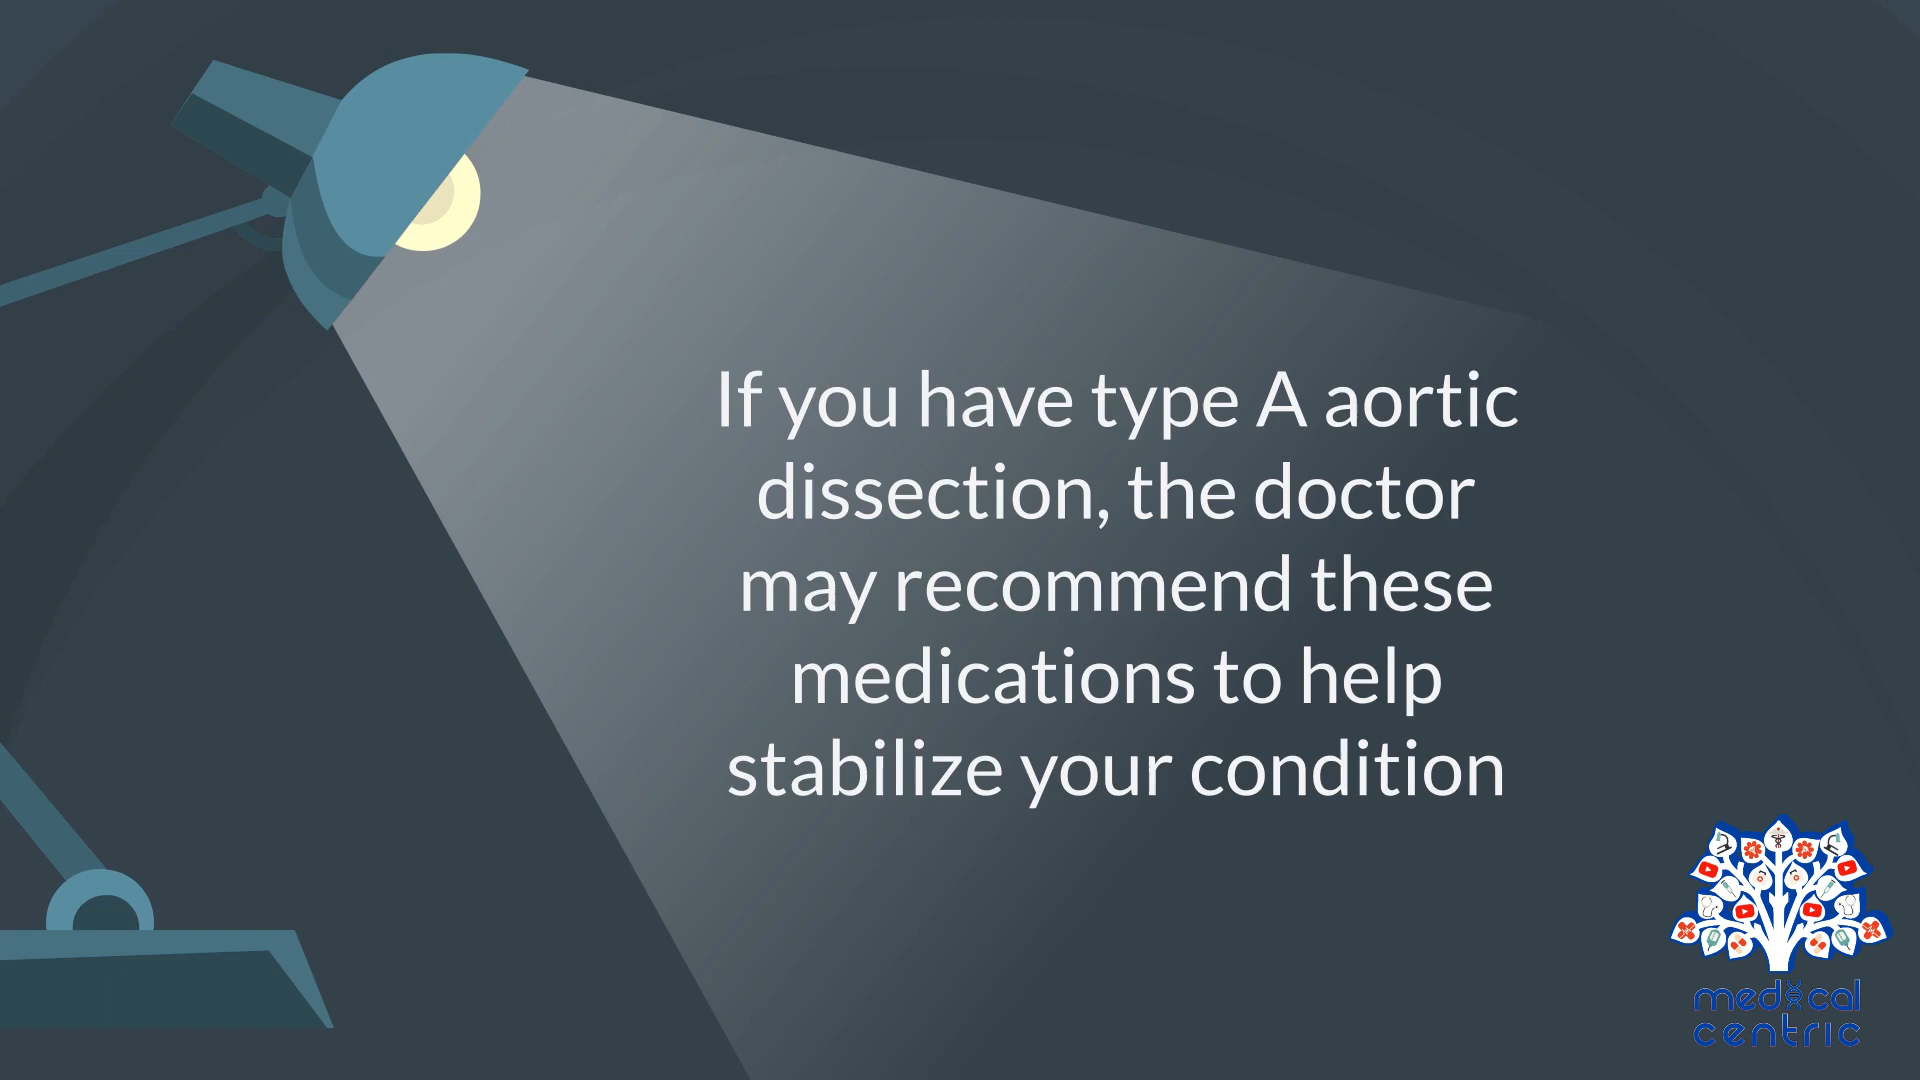 If you have type A aortic
dissection, the doctor
may recommend these
medications to help
stabilize your condition
medical
centric